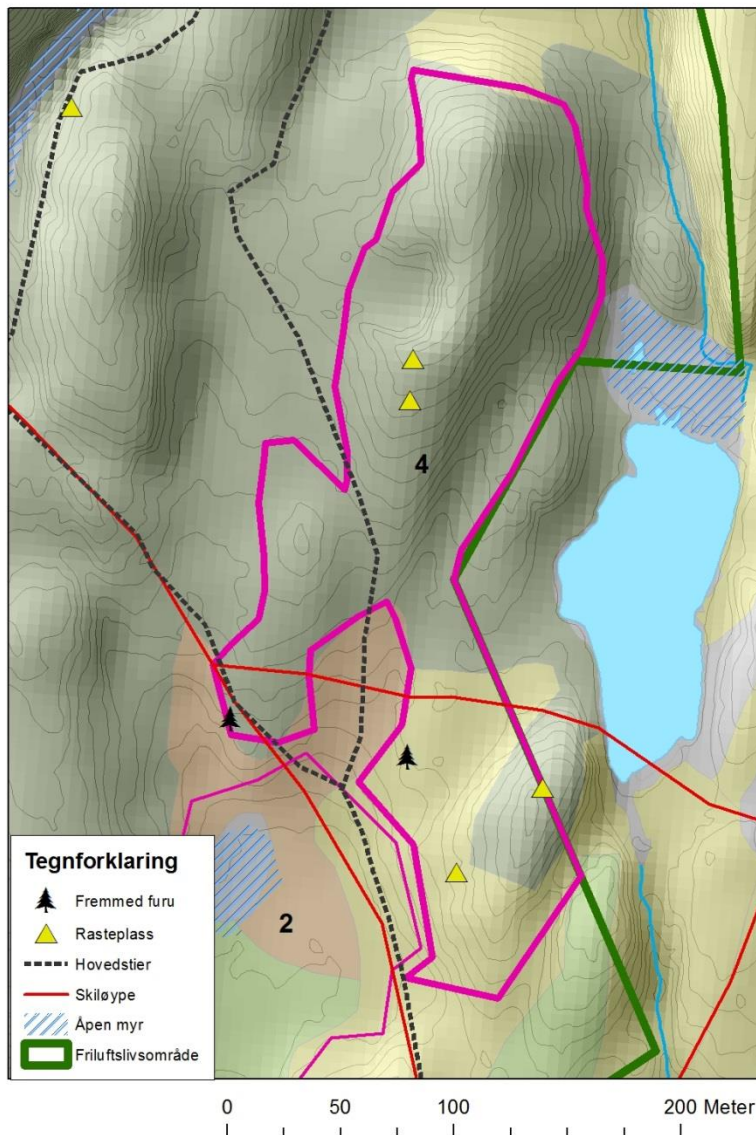 4
2
Tegnforklaring
Fremmed furu
Rasteplass
Hovedstier
Skiløype
Åpen myr
Friluftslivsområde
0 50 100 200 Meter